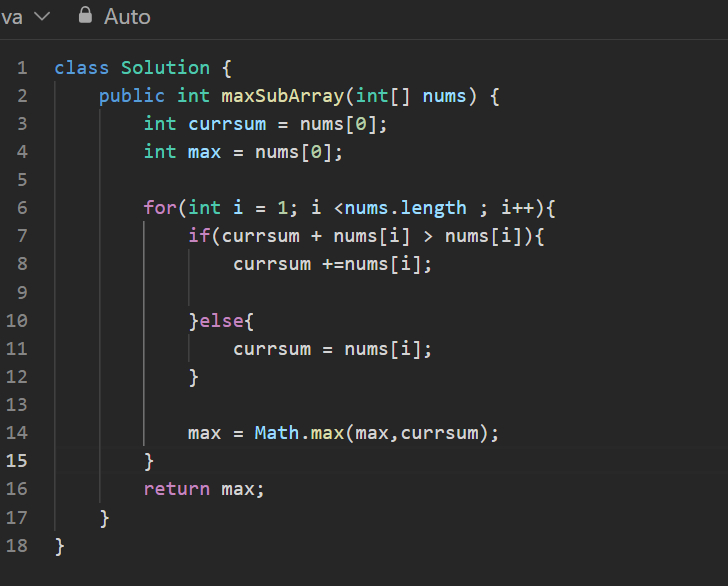 va Auto
1 class Solution {
2 public int maxSubArray(int[] nums) {
3 int currsum = nums[0];
4 int max = nums[0];
5
6 for(int i = 1; i <nums.length ; i++){
7 if(currsum + nums[i] > nums[i]){
8 currsum +=nums[i];
9
10 }else{
11 currsum = nums[i];
12 }
13
14 max = Math.max(max,currsum);
15 }
16 return max;
17 }
18 }